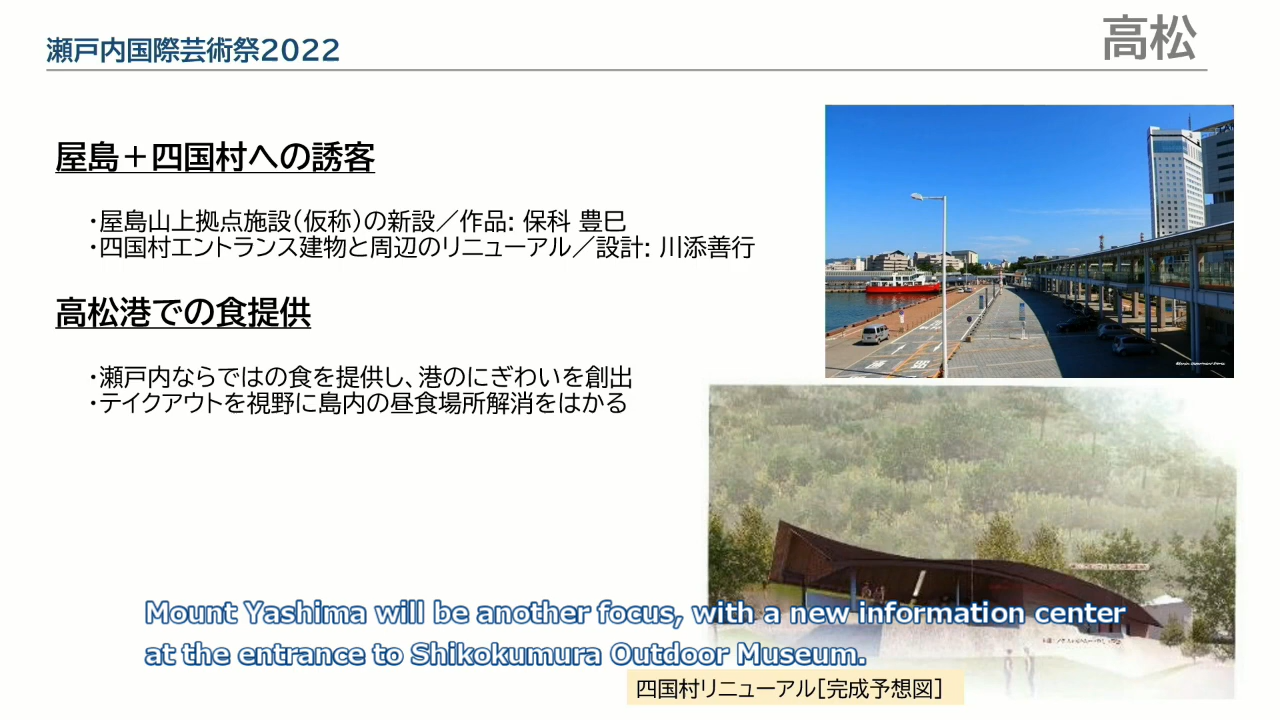 瀬戸内国際芸術祭2022
高松
屋島＋四国村への誘客
・屋島山上拠点施設（仮称）の新設／作品: 保科 豊巳
・四国村エントランス建物と周辺のリニューアル／設計: 川添善行
高松港での食提供
・瀬戸内ならではの食を提供し、港のにぎわいを創出
・テイクアウトを視野に島内の昼食場所解消をはかる
Mount Yashima will be another focus, with a new information center
at the entrance to Shikokumura Outdoor Museum.
四国村リニューアル［完成予想図］